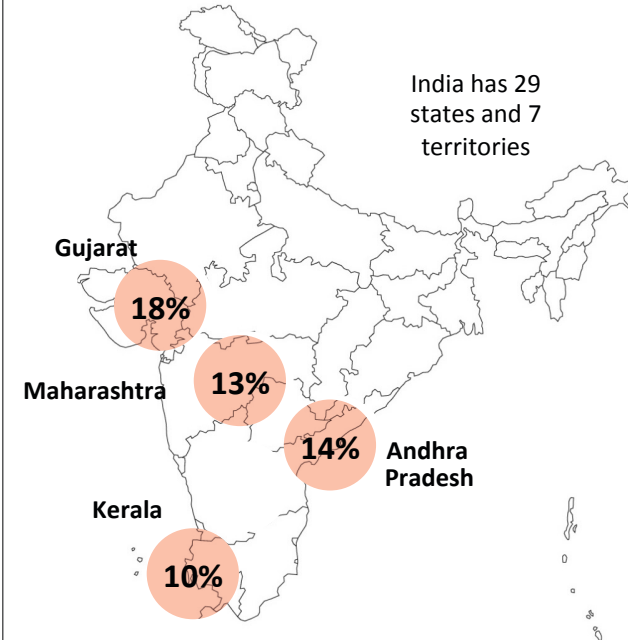 India has 29
states and 7
territories
Gujarat
18%
Maharashtra
13%
14%
Andhra
Pradesh
Kerala
10%